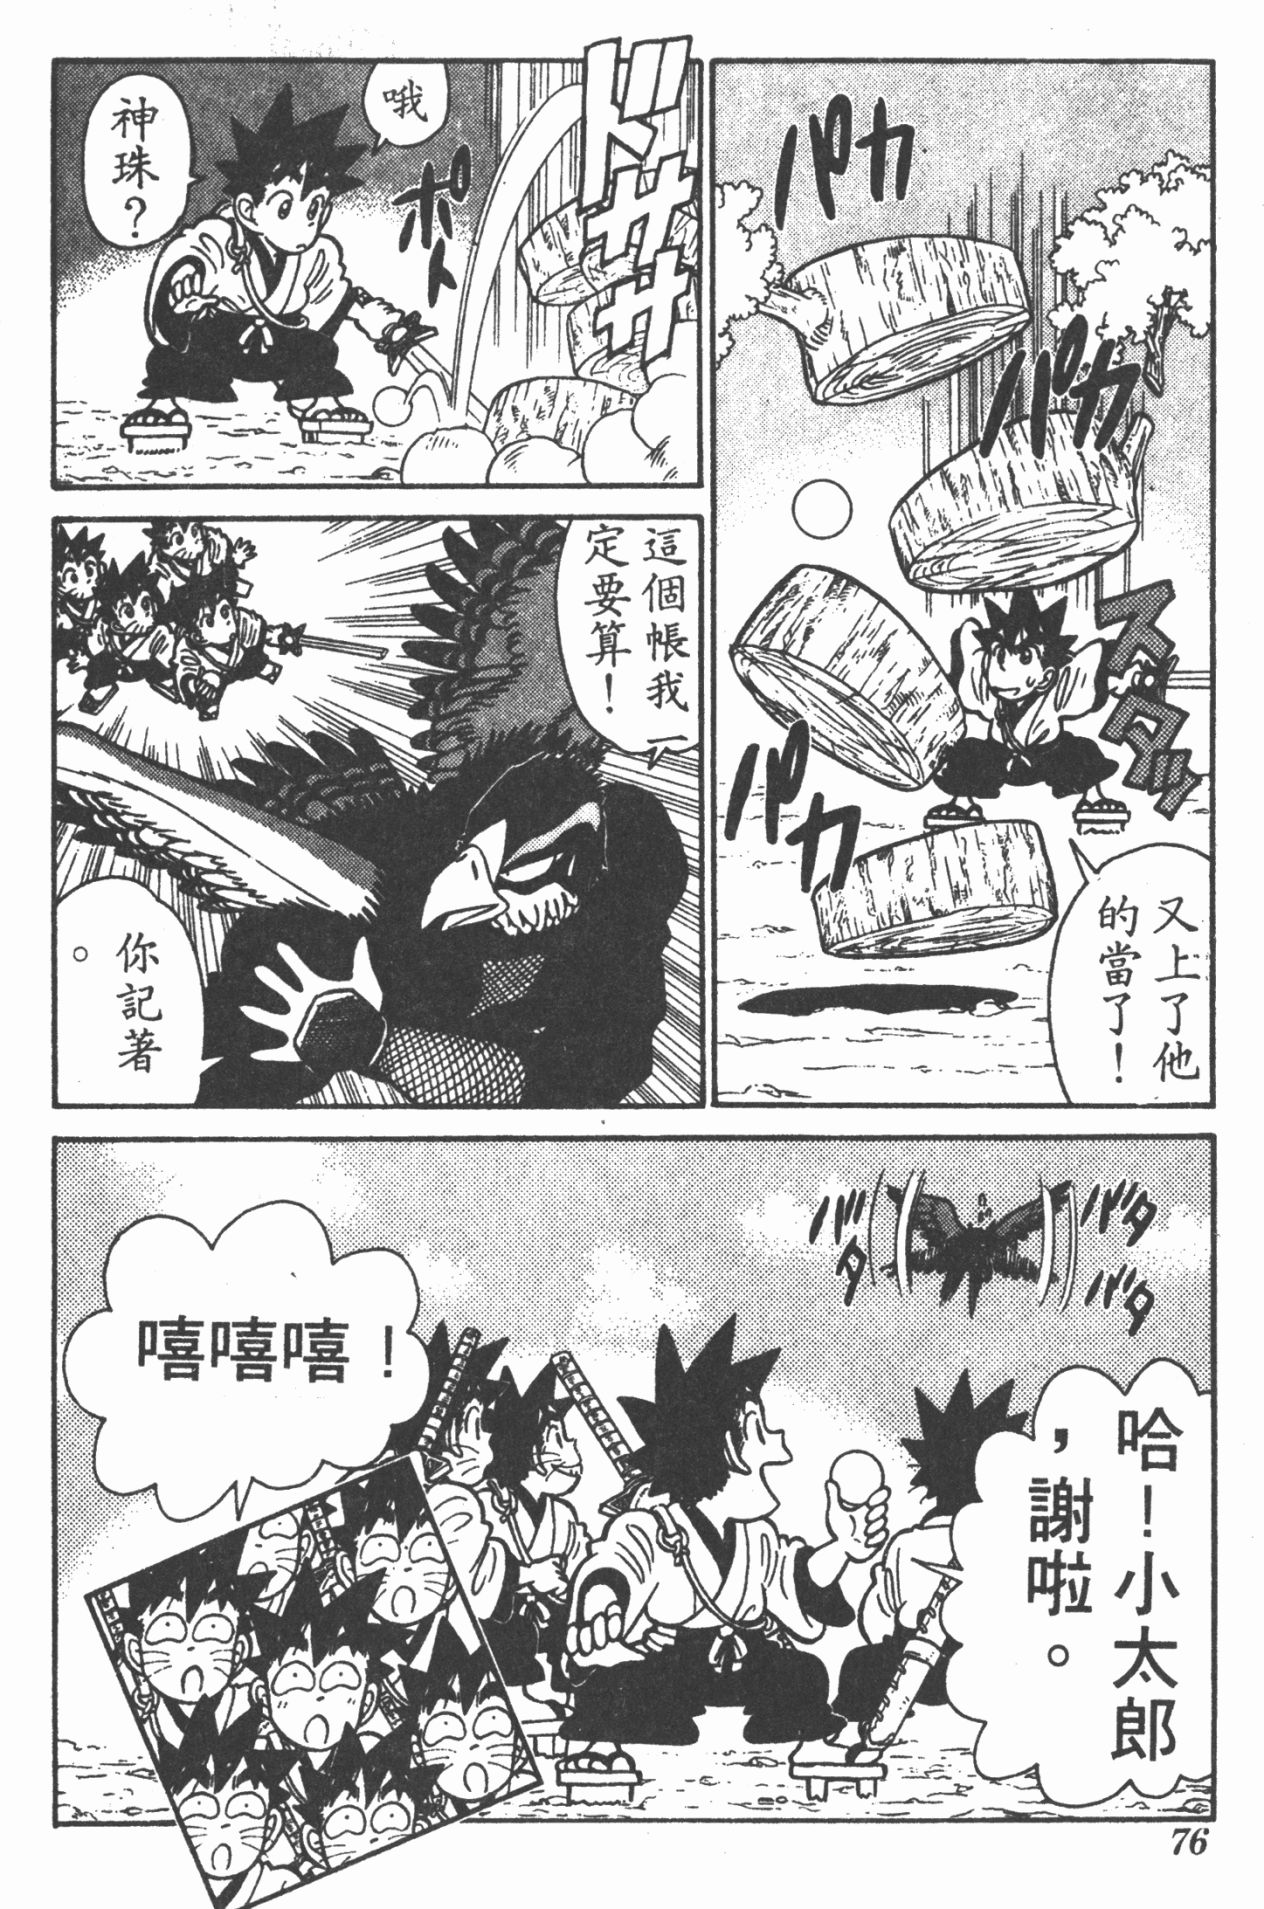 パカ
パカ
パカ
スタタタッ
又上了他
的當了！
ドサササ
ポトッ
哦
神珠？
這個帳我一
定要算！
你記著
。
バタ
バタ
バタ
哈！小太郎
，謝啦。
嘻嘻嘻！
76